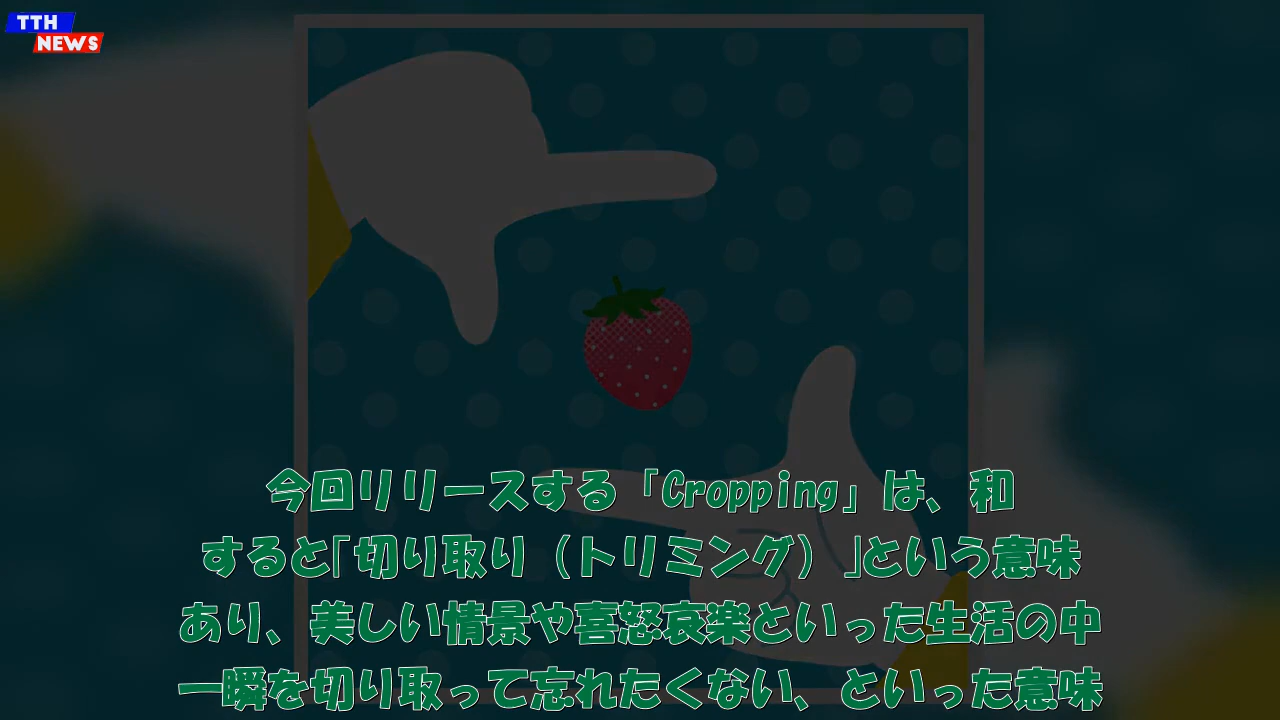 TTH
NEWS
今回リリースする「Cropping」は、和
すると「切り取り（トリミング）」という意味
あり、美しい情景や喜怒哀楽といった生活の中
一瞬を切り取って忘れたくない、といった意味